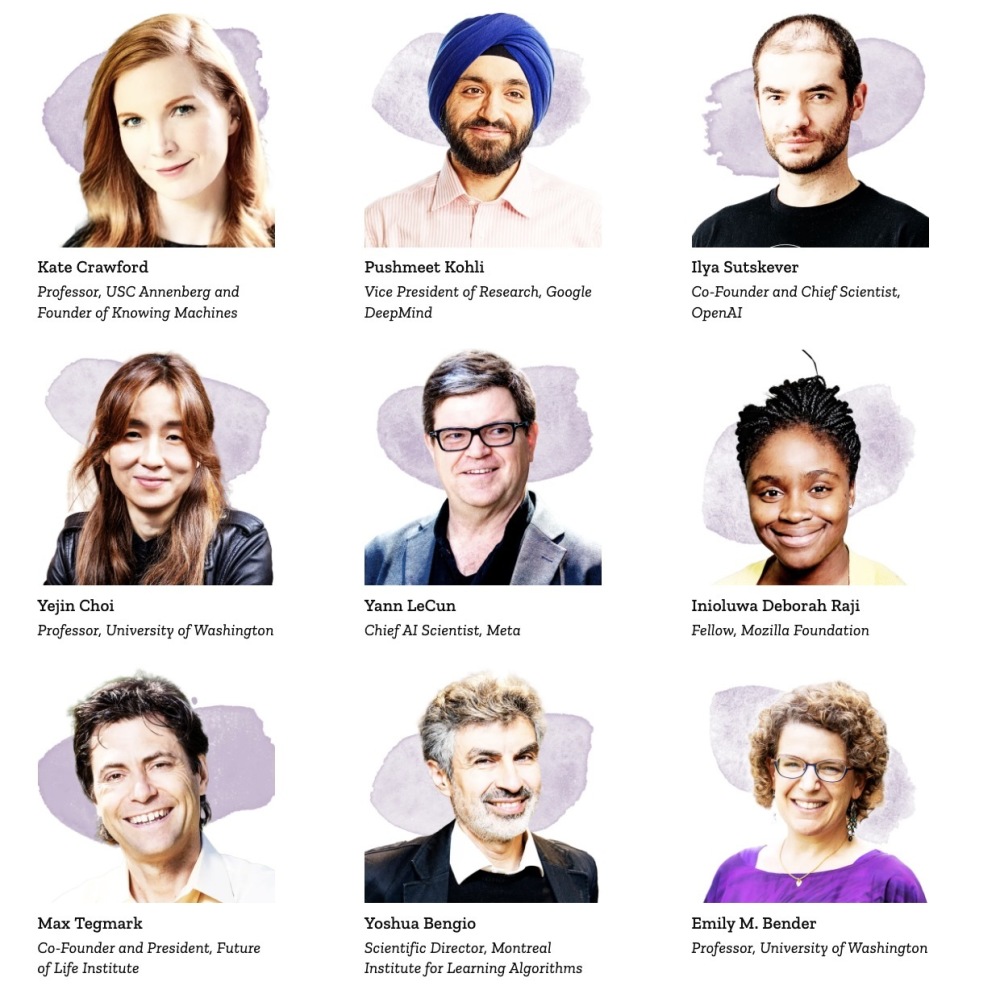 Kate Crawford
Professor, USC Annenberg and
Founder of Knowing Machines
Pushmeet Kohli
Vice President of Research, Google
DeepMind
Ilya Sutskever
Co-Founder and Chief Scientist,
OpenAI
Yejin Choi
Professor, University of Washington
Yann LeCun
Chief AI Scientist, Meta
Inioluwa Deborah Raji
Fellow, Mozilla Foundation
Max Tegmark
Co-Founder and President, Future
of Life Institute
Yoshua Bengio
Scientific Director, Montreal
Institute for Learning Algorithms
Emily M. Bender
Professor, University of Washington